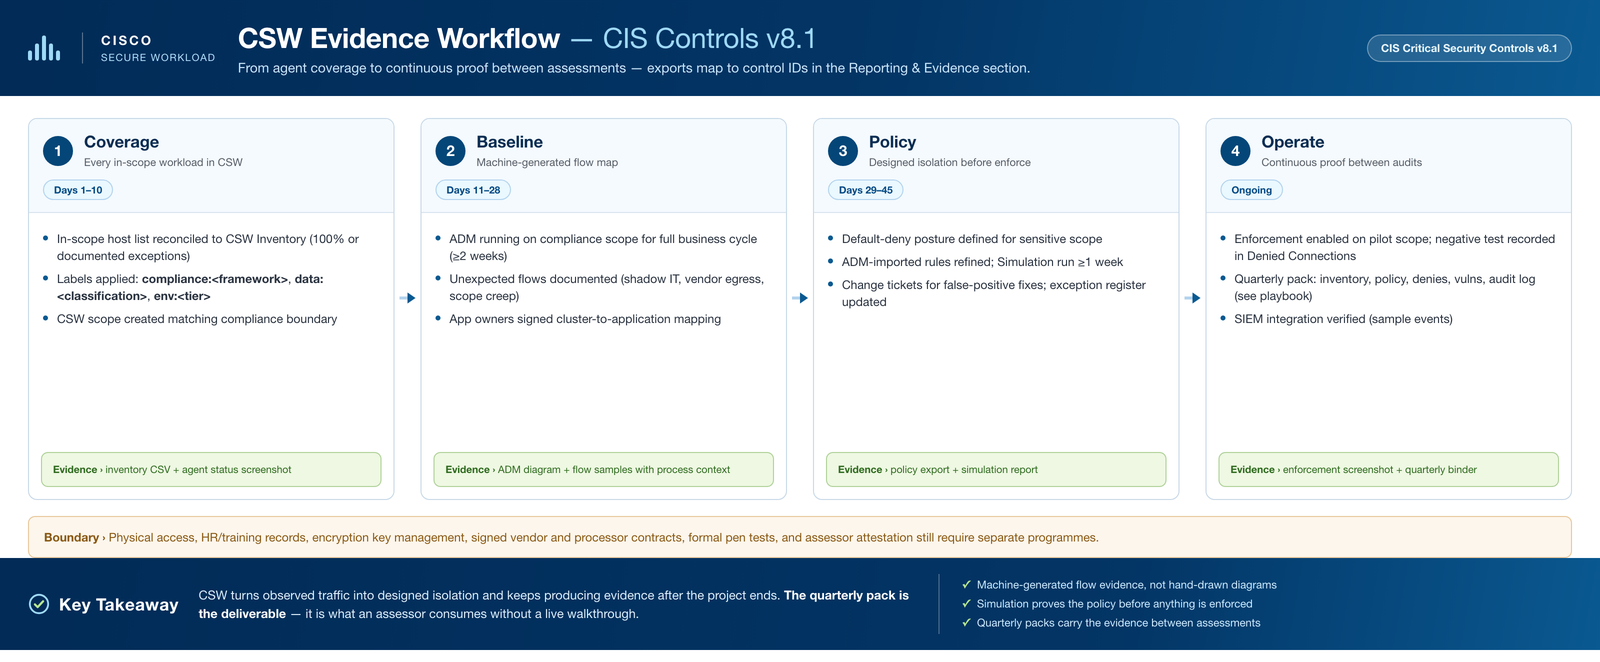 CISCO
SECURE WORKLOAD
CSW Evidence Workflow — CIS Controls v8.1
From agent coverage to continuous proof between assessments — exports map to control IDs in the Reporting & Evidence section.
CIS Critical Security Controls v8.1
1
Coverage
Every in-scope workload in CSW
Days 1–10
In-scope host list reconciled to CSW Inventory (100% or
documented exceptions)
Labels applied: compliance:<framework>, data:
<classification>, env:<tier>
CSW scope created matching compliance boundary
Evidence › inventory CSV + agent status screenshot
2
Baseline
Machine-generated flow map
Days 11–28
ADM running on compliance scope for full business cycle
(≥2 weeks)
Unexpected flows documented (shadow IT, vendor egress,
scope creep)
App owners signed cluster-to-application mapping
Evidence › ADM diagram + flow samples with process context
3
Policy
Designed isolation before enforce
Days 29–45
Default-deny posture defined for sensitive scope
ADM-imported rules refined; Simulation run ≥1 week
Change tickets for false-positive fixes; exception register
updated
Evidence › policy export + simulation report
4
Operate
Continuous proof between audits
Ongoing
Enforcement enabled on pilot scope; negative test recorded
in Denied Connections
Quarterly pack: inventory, policy, denies, vulns, audit log
(see playbook)
SIEM integration verified (sample events)
Evidence › enforcement screenshot + quarterly binder
Boundary › Physical access, HR/training records, encryption key management, signed vendor and processor contracts, formal pen tests, and assessor attestation still require separate programmes.
Key Takeaway
CSW turns observed traffic into designed isolation and keeps producing evidence after the project ends. The quarterly pack is
the deliverable — it is what an assessor consumes without a live walkthrough.
✓ Machine-generated flow evidence, not hand-drawn diagrams
✓ Simulation proves the policy before anything is enforced
✓ Quarterly packs carry the evidence between assessments